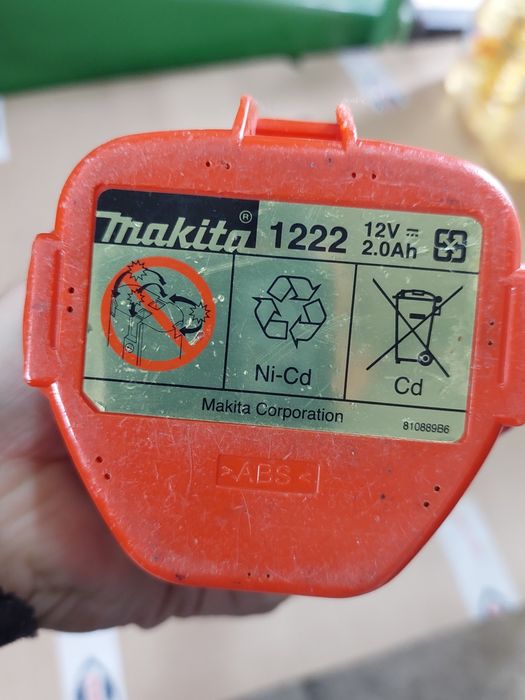 makita® 1222 12V
2.0Ah
Ni-Cd
Cd
Makita Corporation
810889B6
>ABS<